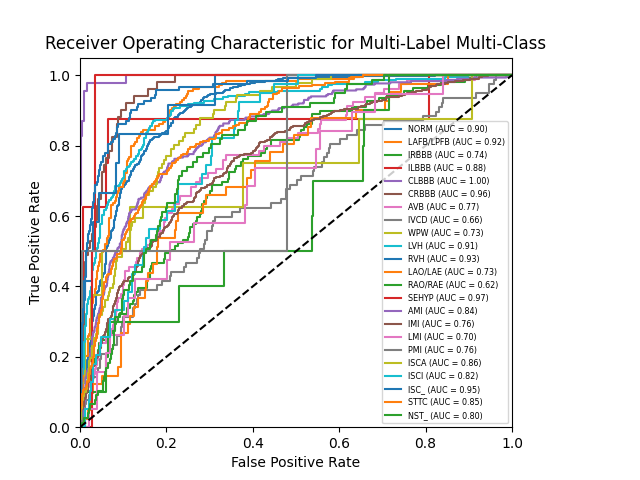 Receiver Operating Characteristic for Multi-Label Multi-Class
1.0
0.8
0.6
0.4
0.2
0.0
True Positive Rate
NORM (AUC = 0.90)
LAFB/LPFB (AUC = 0.92)
IRBBB (AUC = 0.74)
ILBBB (AUC = 0.88)
CLBBB (AUC = 1.00)
CRBBB (AUC = 0.96)
AVB (AUC = 0.77)
IVCD (AUC = 0.66)
WPW (AUC = 0.73)
LVH (AUC = 0.91)
RVH (AUC = 0.93)
LAO/LAE (AUC = 0.73)
RAO/RAE (AUC = 0.62)
SEHYP (AUC = 0.97)
AMI (AUC = 0.84)
IMI (AUC = 0.76)
LMI (AUC = 0.70)
PMI (AUC = 0.76)
ISCA (AUC = 0.86)
ISCI (AUC = 0.82)
ISC_ (AUC = 0.95)
STTC (AUC = 0.85)
NST_ (AUC = 0.80)
0.0 0.2 0.4 0.6 0.8 1.0
False Positive Rate